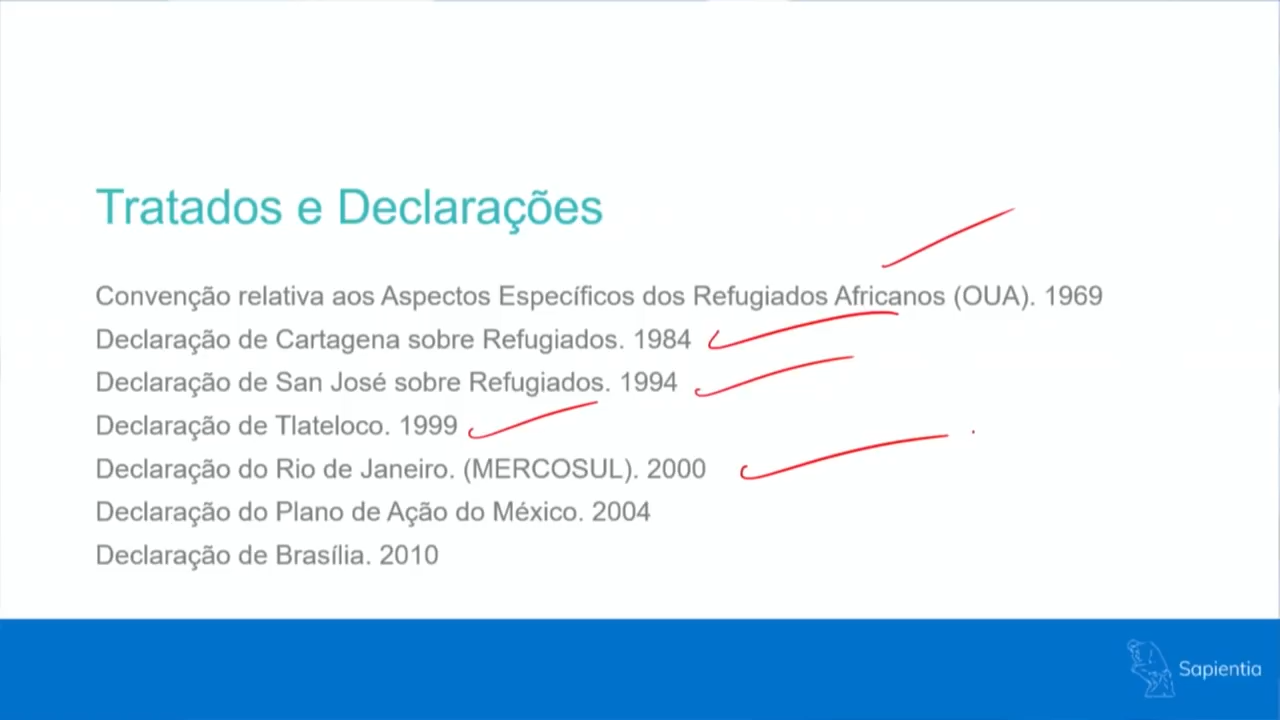 Tratados e Declarações
Convenção relativa aos Aspectos Específicos dos Refugiados Africanos (OUA). 1969
Declaração de Cartagena sobre Refugiados. 1984
Declaração de San José sobre Refugiados. 1994
Declaração de Tlateloco. 1999
Declaração do Rio de Janeiro. (MERCOSUL). 2000
Declaração do Plano de Ação do México. 2004
Declaração de Brasília. 2010
Sapientia